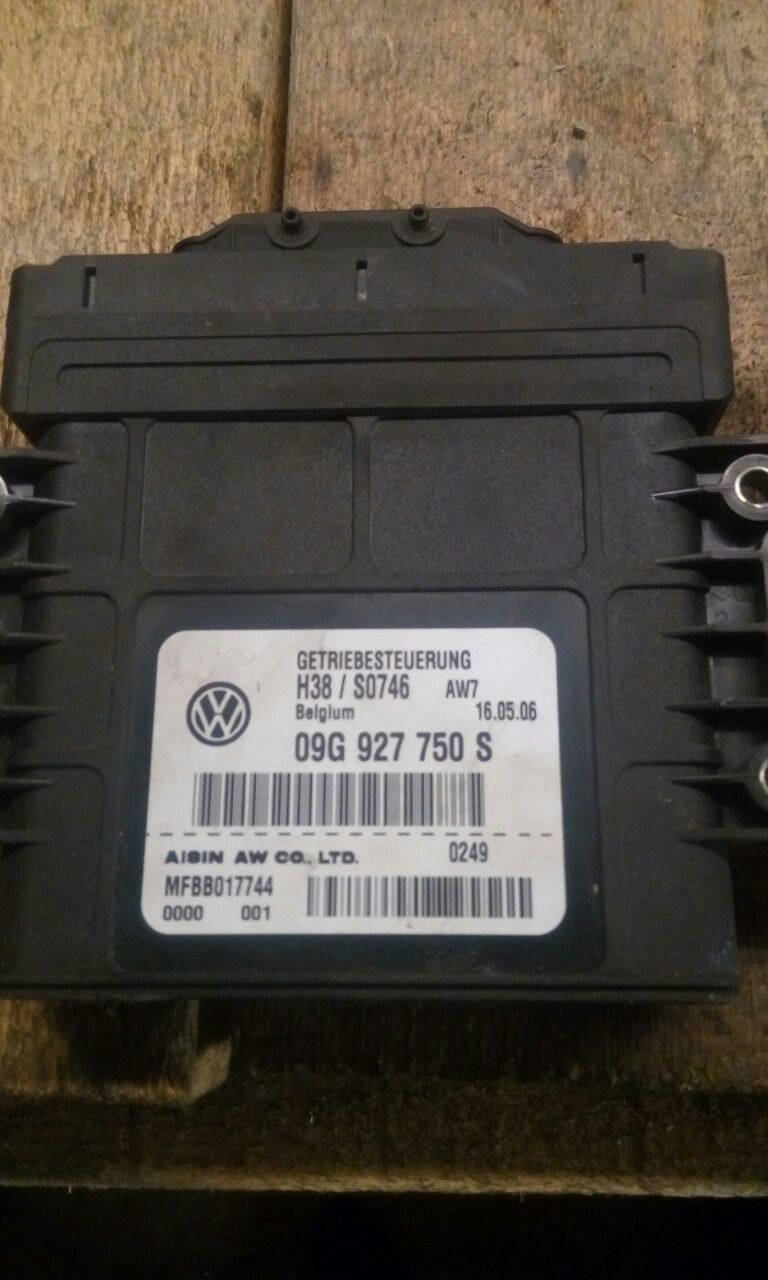 GETRIEBESTEUERUNG
H38 / S0746 AW7
Belgium 16.05.06
09G 927 750 S
AISIN AW CO., LTD. 0249
MFBB017744
0000 001